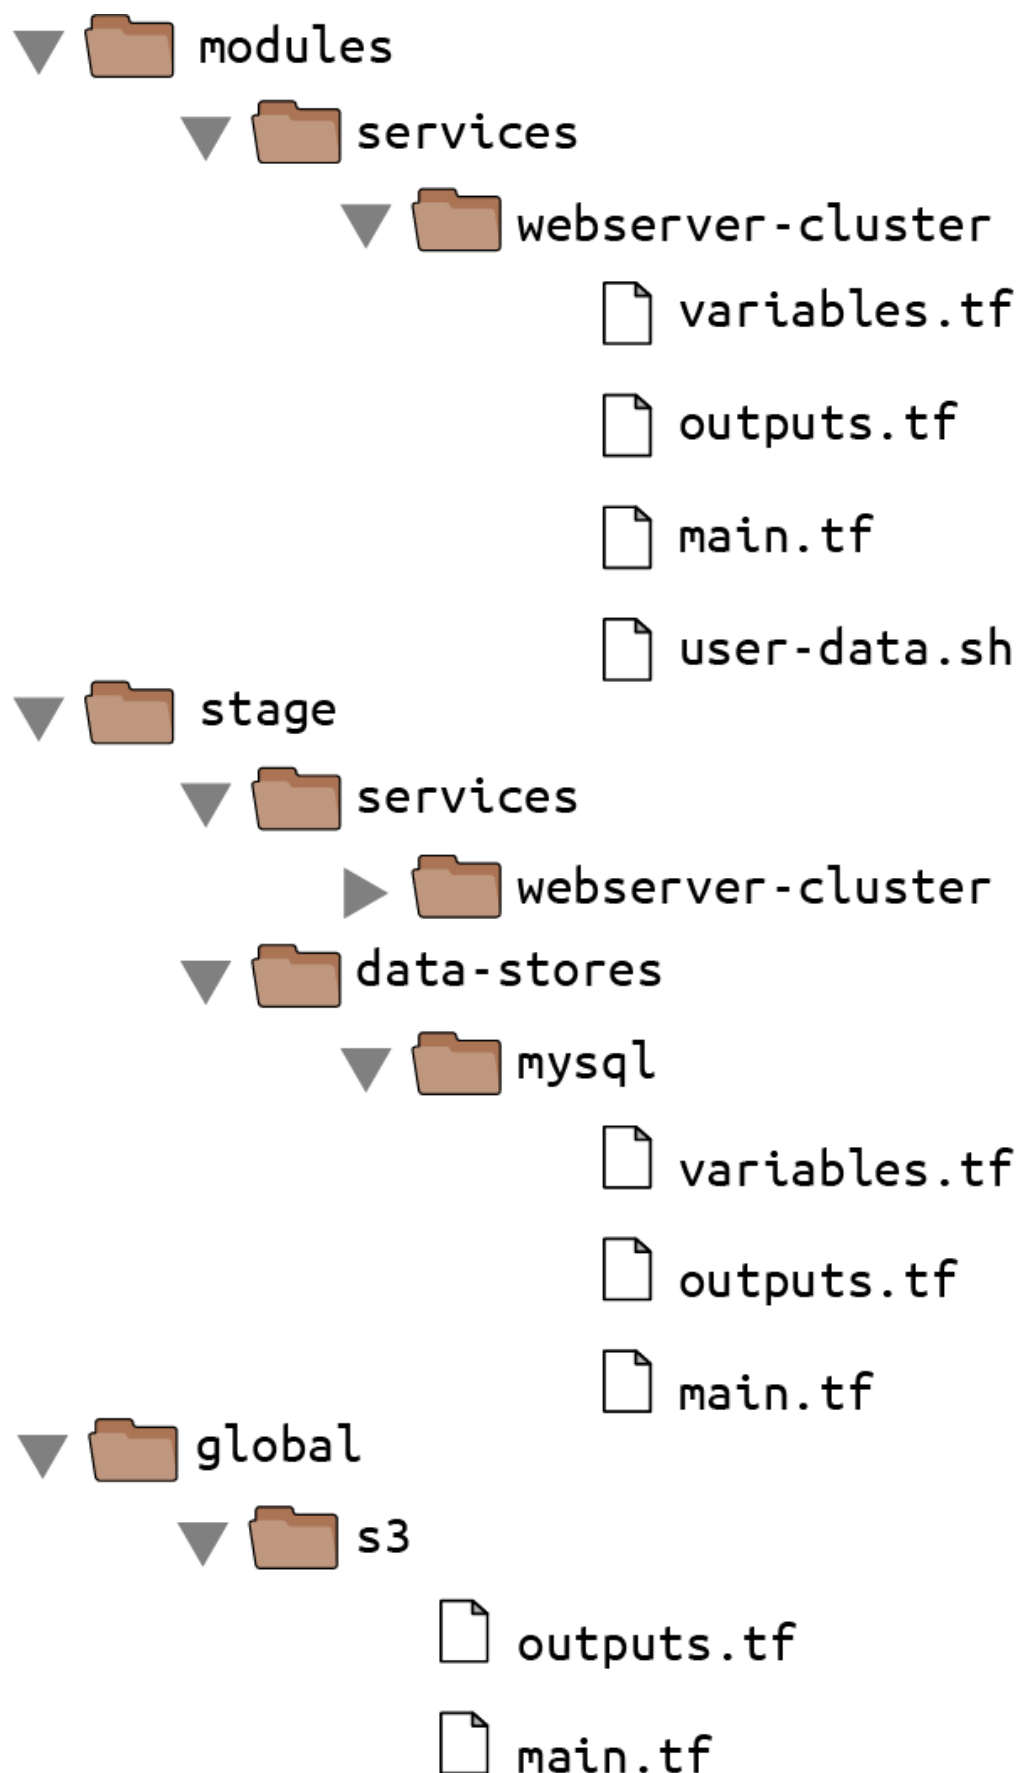 modules
services
webserver-cluster
variables.tf
outputs.tf
main.tf
user-data.sh
stage
services
webserver-cluster
data-stores
mysql
variables.tf
outputs.tf
main.tf
global
s3
outputs.tf
main.tf